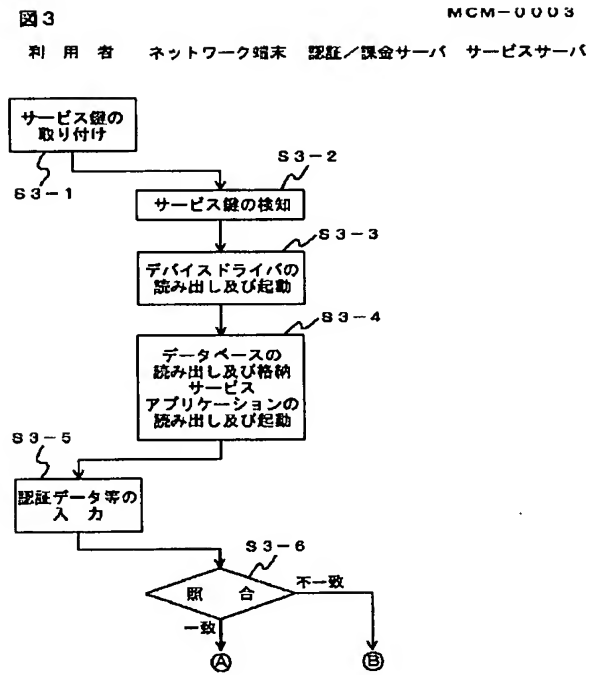 図3
MCM-0003
利用者 ネットワーク端末 認証/課金サーバ サービスサーバ
サービス鍵の
取り付け
S3-1
S3-2
サービス鍵の検知
S3-3
デバイスドライバの
読み出し及び起動
S3-4
データベースの
読み出し及び格納
サービス
アプリケーションの
読み出し及び起動
S3-5
認証データ等の
入力
S3-6
照合
不一致
一致
Ⓐ
Ⓑ